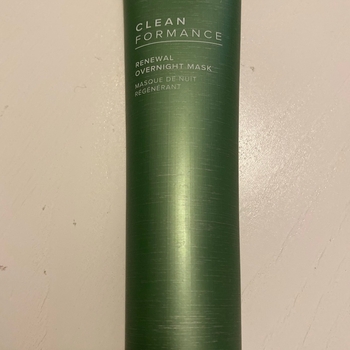 CLEAN
FORMANCE
RENEWAL
OVERNIGHT MASK
MASQUE DE NUIT
RÉGÉNÉRANT